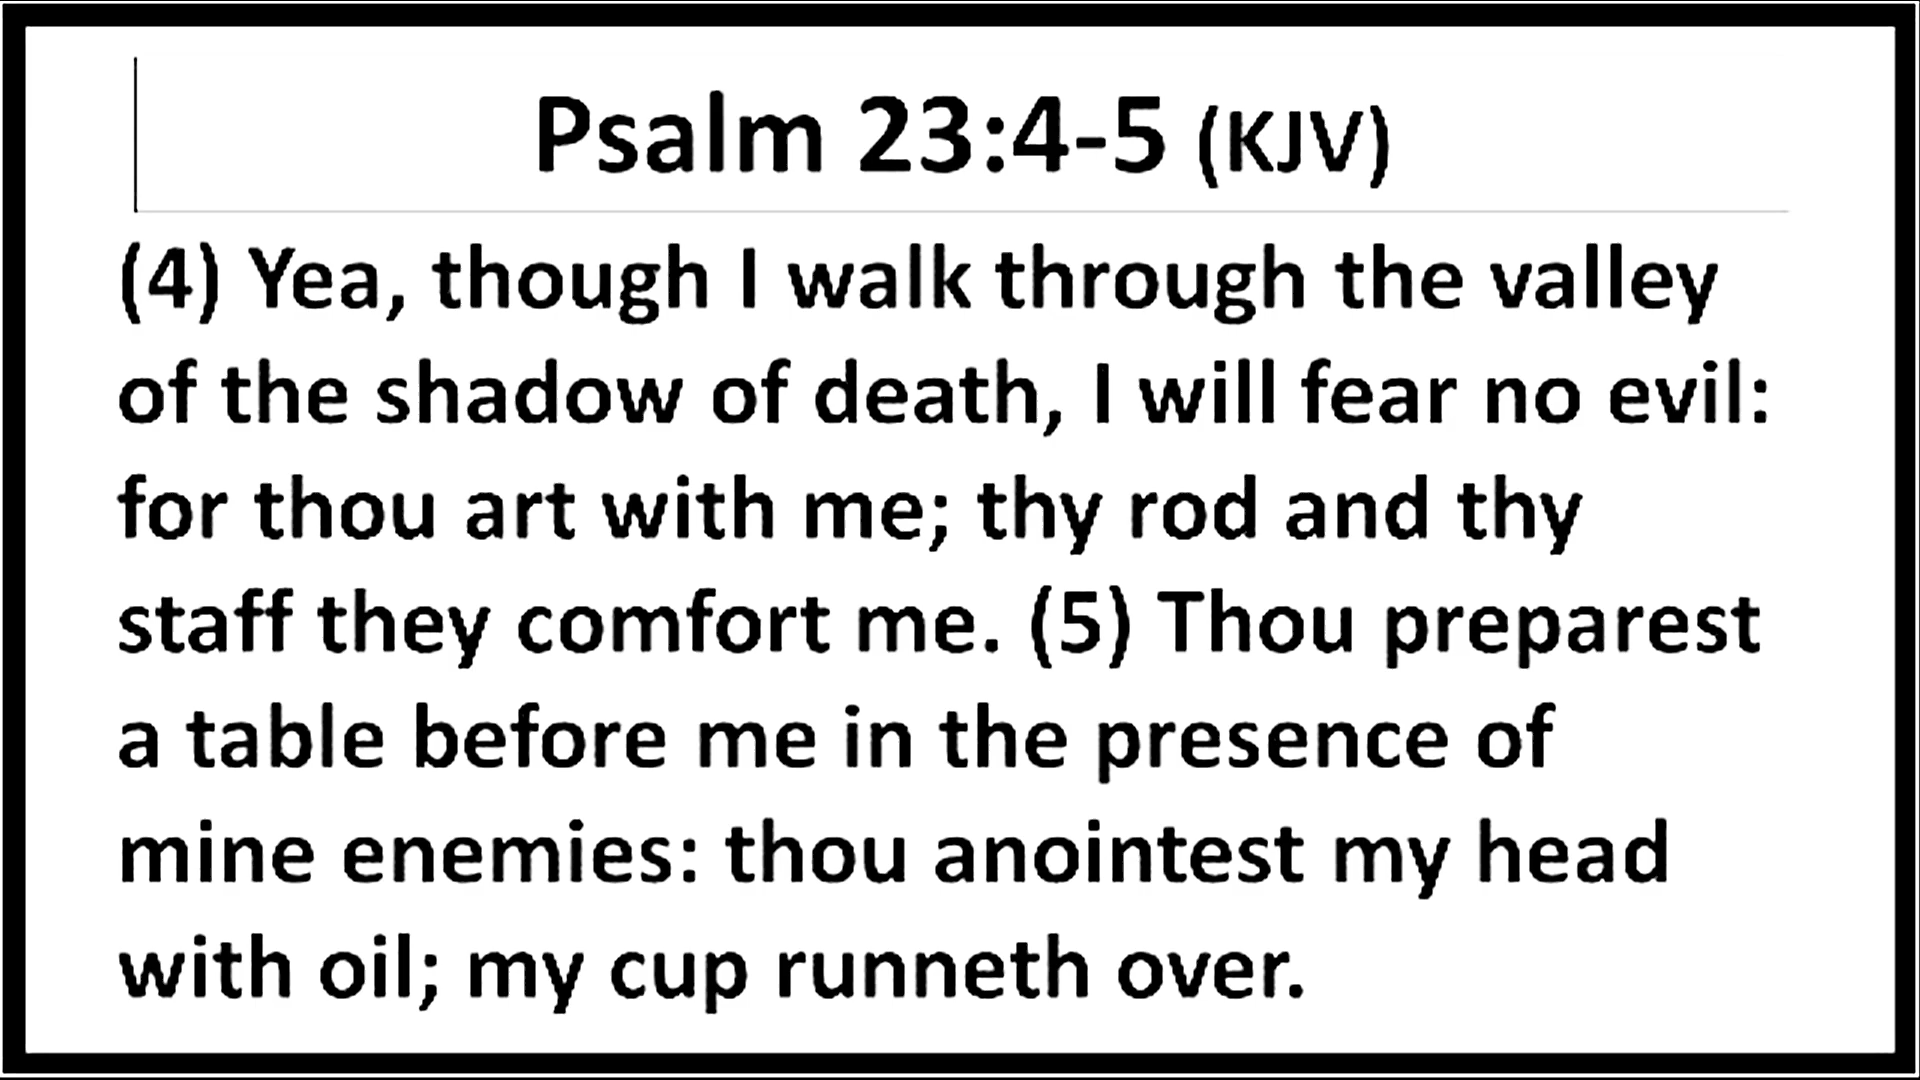 Psalm 23:4-5 (KJV)
(4) Yea, though I walk through the valley
of the shadow of death, I will fear no evil:
for thou art with me; thy rod and thy
staff they comfort me. (5) Thou preparest
a table before me in the presence of
mine enemies: thou anointest my head
with oil; my cup runneth over.